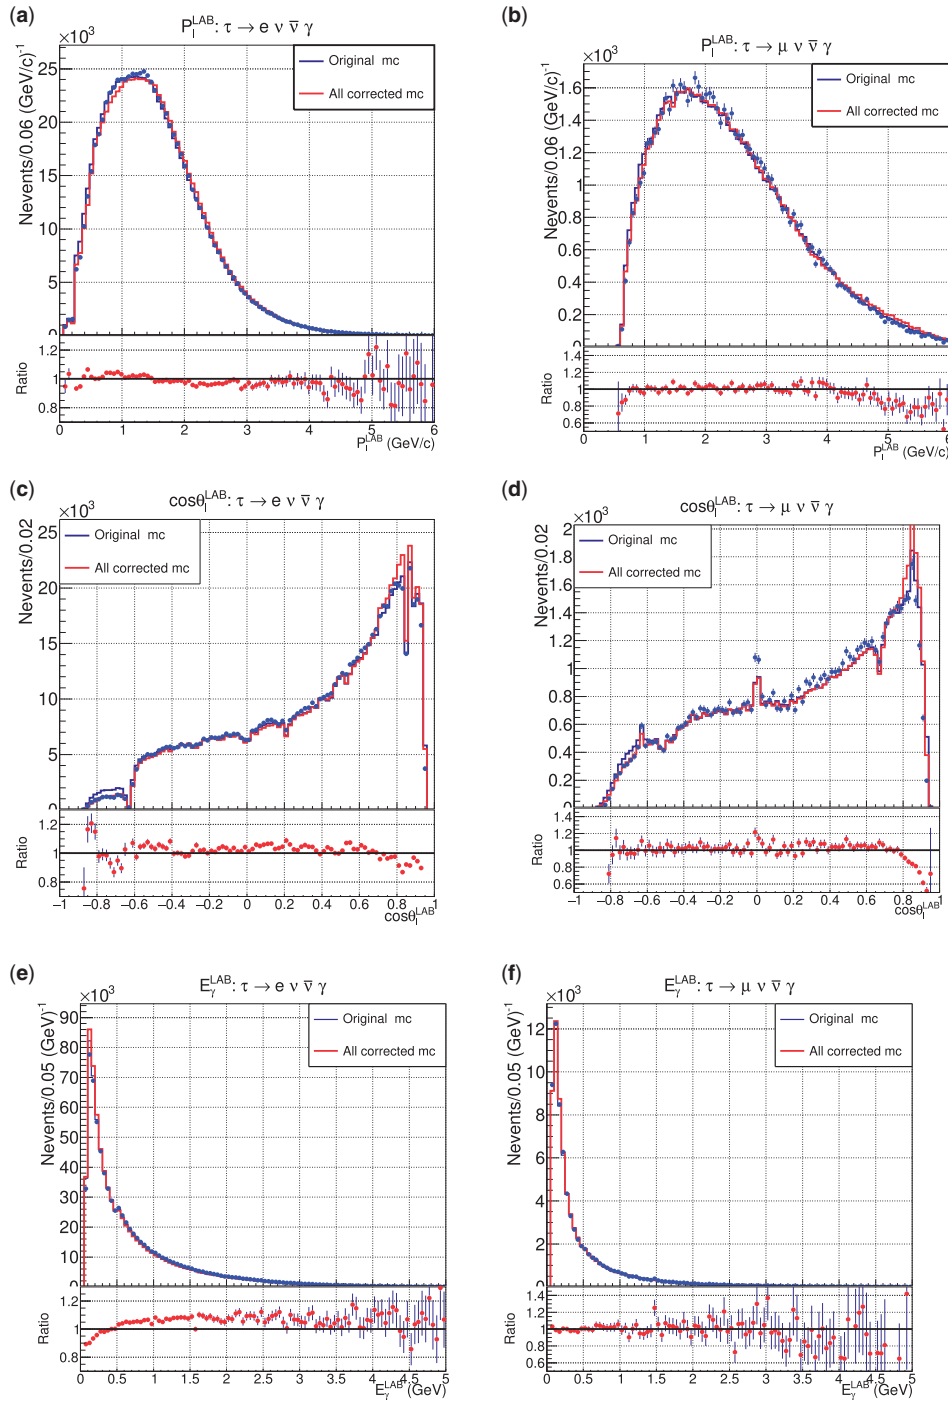 (a)
P_l^LAB: τ → e ν ν̄ γ
×10³
Nevents/0.06 (GeV/c)⁻¹
25
20
15
10
5
0
Original mc
All corrected mc
Ratio
1.2
1
0.8
0 1 2 3 4 5 6
P_l^LAB (GeV/c)
(b)
P_l^LAB: τ → μ ν ν̄ γ
×10³
Nevents/0.06 (GeV/c)⁻¹
1.6
1.4
1.2
1
0.8
0.6
0.4
0.2
0
Original mc
All corrected mc
Ratio
1.4
1.2
1
0.8
0.6
0 1 2 3 4 5 6
P_l^LAB (GeV/c)
(c)
cosθ_l^LAB: τ → e ν ν̄ γ
×10³
Nevents/0.02
25
20
15
10
5
0
Original mc
All corrected mc
Ratio
1.2
1
0.8
−1 −0.8 −0.6 −0.4 −0.2 0 0.2 0.4 0.6 0.8 1
cosθ_l^LAB
(d)
cosθ_l^LAB: τ → μ ν ν̄ γ
×10³
Nevents/0.02
2
1.8
1.6
1.4
1.2
1
0.8
0.6
0.4
0.2
0
Original mc
All corrected mc
Ratio
1.4
1.2
1
0.8
0.6
−1 −0.8 −0.6 −0.4 −0.2 0 0.2 0.4 0.6 0.8 1
cosθ_l^LAB
(e)
E_γ^LAB: τ → e ν ν̄ γ
×10³
Nevents/0.05 (GeV)⁻¹
90
80
70
60
50
40
30
20
10
0
Original mc
All corrected mc
Ratio
1.2
1
0.8
0 0.5 1 1.5 2 2.5 3 3.5 4 4.5 5
E_γ^LAB (GeV)
(f)
E_γ^LAB: τ → μ ν ν̄ γ
×10³
Nevents/0.05 (GeV)⁻¹
12
10
8
6
4
2
0
Original mc
All corrected mc
Ratio
1.4
1.2
1
0.8
0.6
0 0.5 1 1.5 2 2.5 3 3.5 4 4.5 5
E_γ^LAB (GeV)